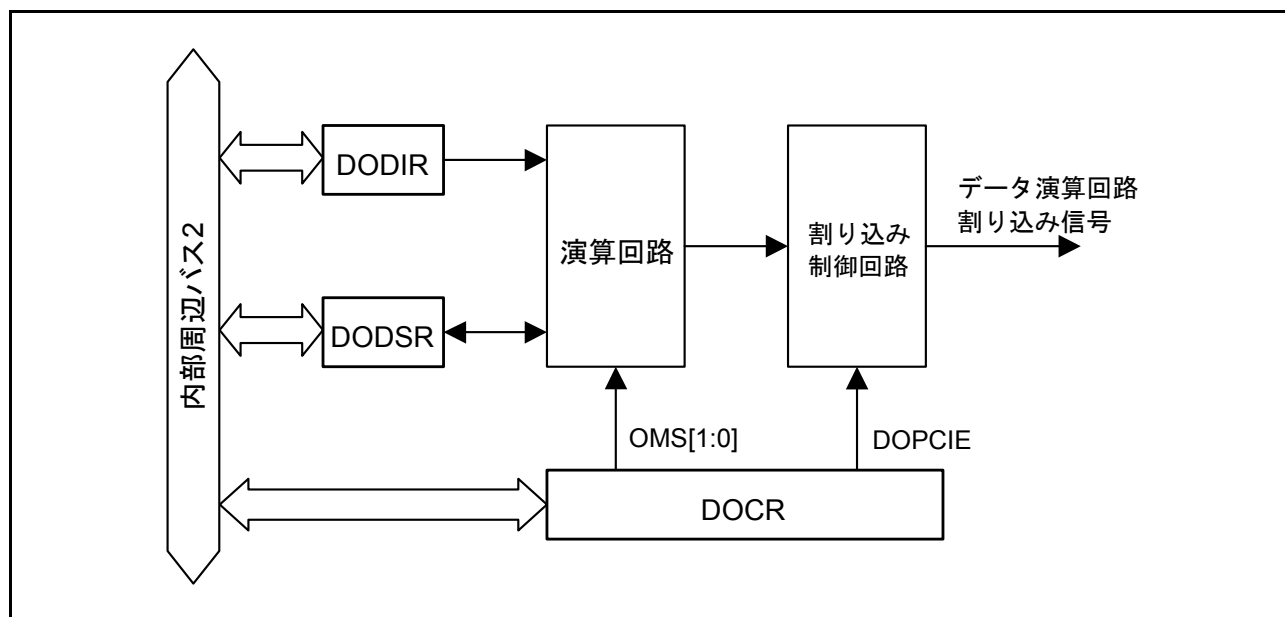 内部周辺バス2
DODIR
DODSR
演算回路
割り込み
制御回路
データ演算回路
割り込み信号
OMS[1:0]
DOPCIE
DOCR